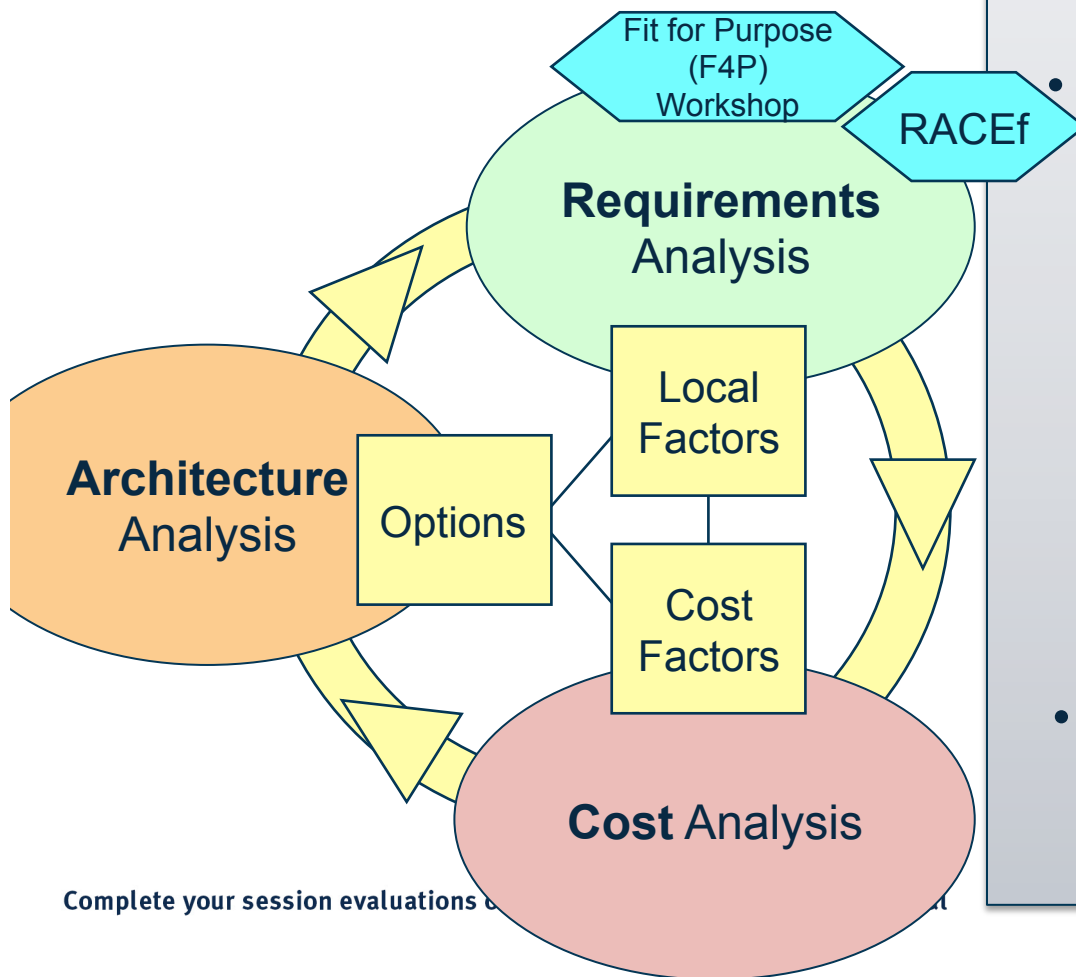 Fit for Purpose
(F4P)
Workshop
RACEf
Requirements
Analysis
Local
Factors
Architecture
Analysis
Options
Cost
Factors
Cost Analysis
Complete your session evaluations